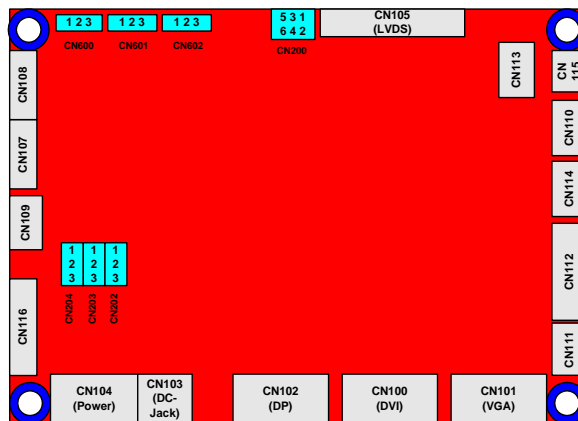 1 2 3
1 2 3
1 2 3
5 3 1
6 4 2
CN600
CN601
CN602
CN200
CN105
(LVDS)
CN113
CN
115
CN108
CN107
CN109
CN116
CN110
CN114
CN112
CN111
1
2
3
1
2
3
1
2
3
CN204
CN203
CN202
CN104
(Power)
CN103
(DC-
Jack)
CN102
(DP)
CN100
(DVI)
CN101
(VGA)